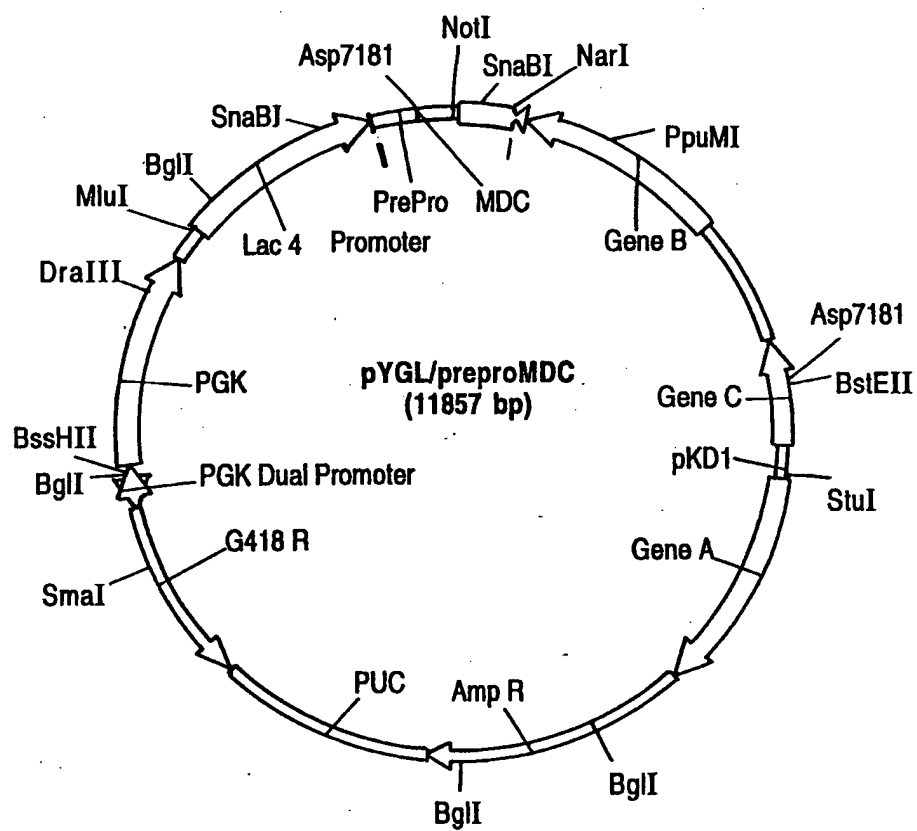 NotI
Asp7181
SnaBI
NarI
SnaBI
PpuMI
BglI
MluI
PrePro
MDC
Lac 4
Promoter
Gene B
DraIII
Asp7181
pYGL/preproMDC
(11857 bp)
PGK
BstEII
Gene C
BssHII
pKD1
BglI
PGK Dual Promoter
StuI
G418 R
Gene A
SmaI
PUC
Amp R
BglI
BglI